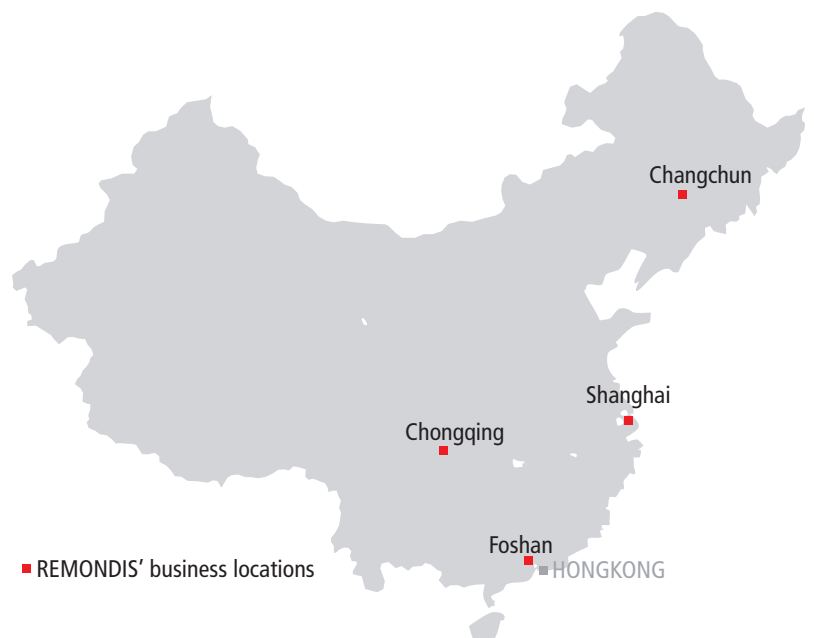 Changchun
Shanghai
Chongqing
Foshan
REMONDIS’ business locations
HONGKONG